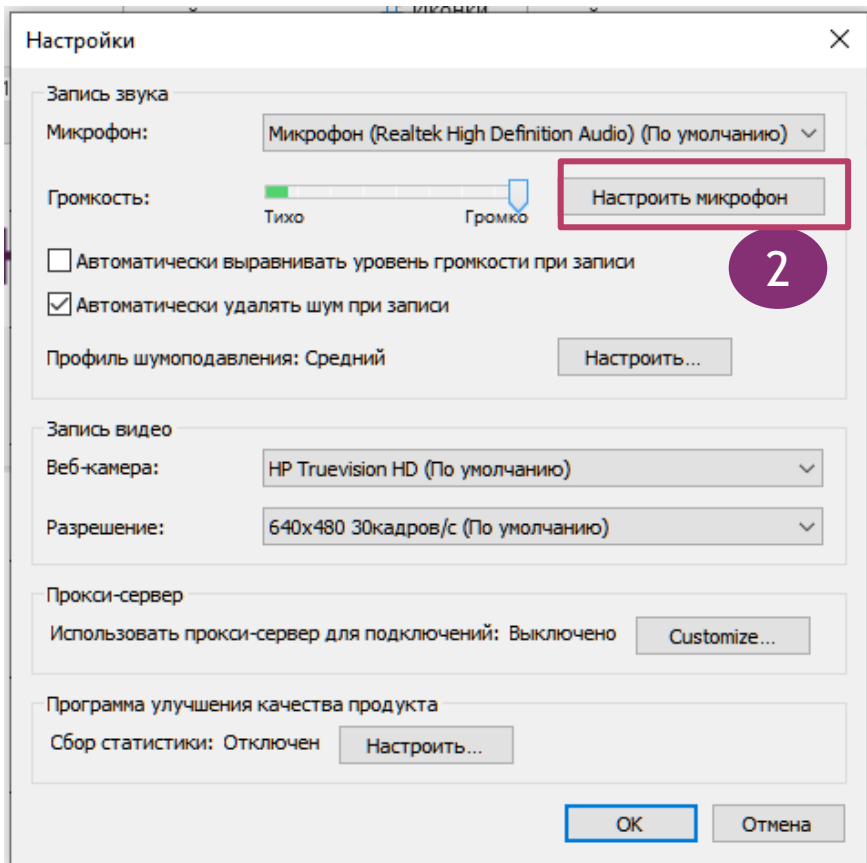 Иконки
Настройки
Запись звука
Микрофон:
Микрофон (Realtek High Definition Audio) (По умолчанию)
Громкость:
Тихо
Громко
Настроить микрофон
Автоматически выравнивать уровень громкости при записи
2
Автоматически удалять шум при записи
Профиль шумоподавления: Средний
Настроить...
Запись видео
Веб-камера:
HP Truevision HD (По умолчанию)
Разрешение:
640x480 30кадров/с (По умолчанию)
Прокси-сервер
Использовать прокси-сервер для подключений: Выключено
Customize...
Программа улучшения качества продукта
Сбор статистики: Отключен
Настроить...
OK
Отмена